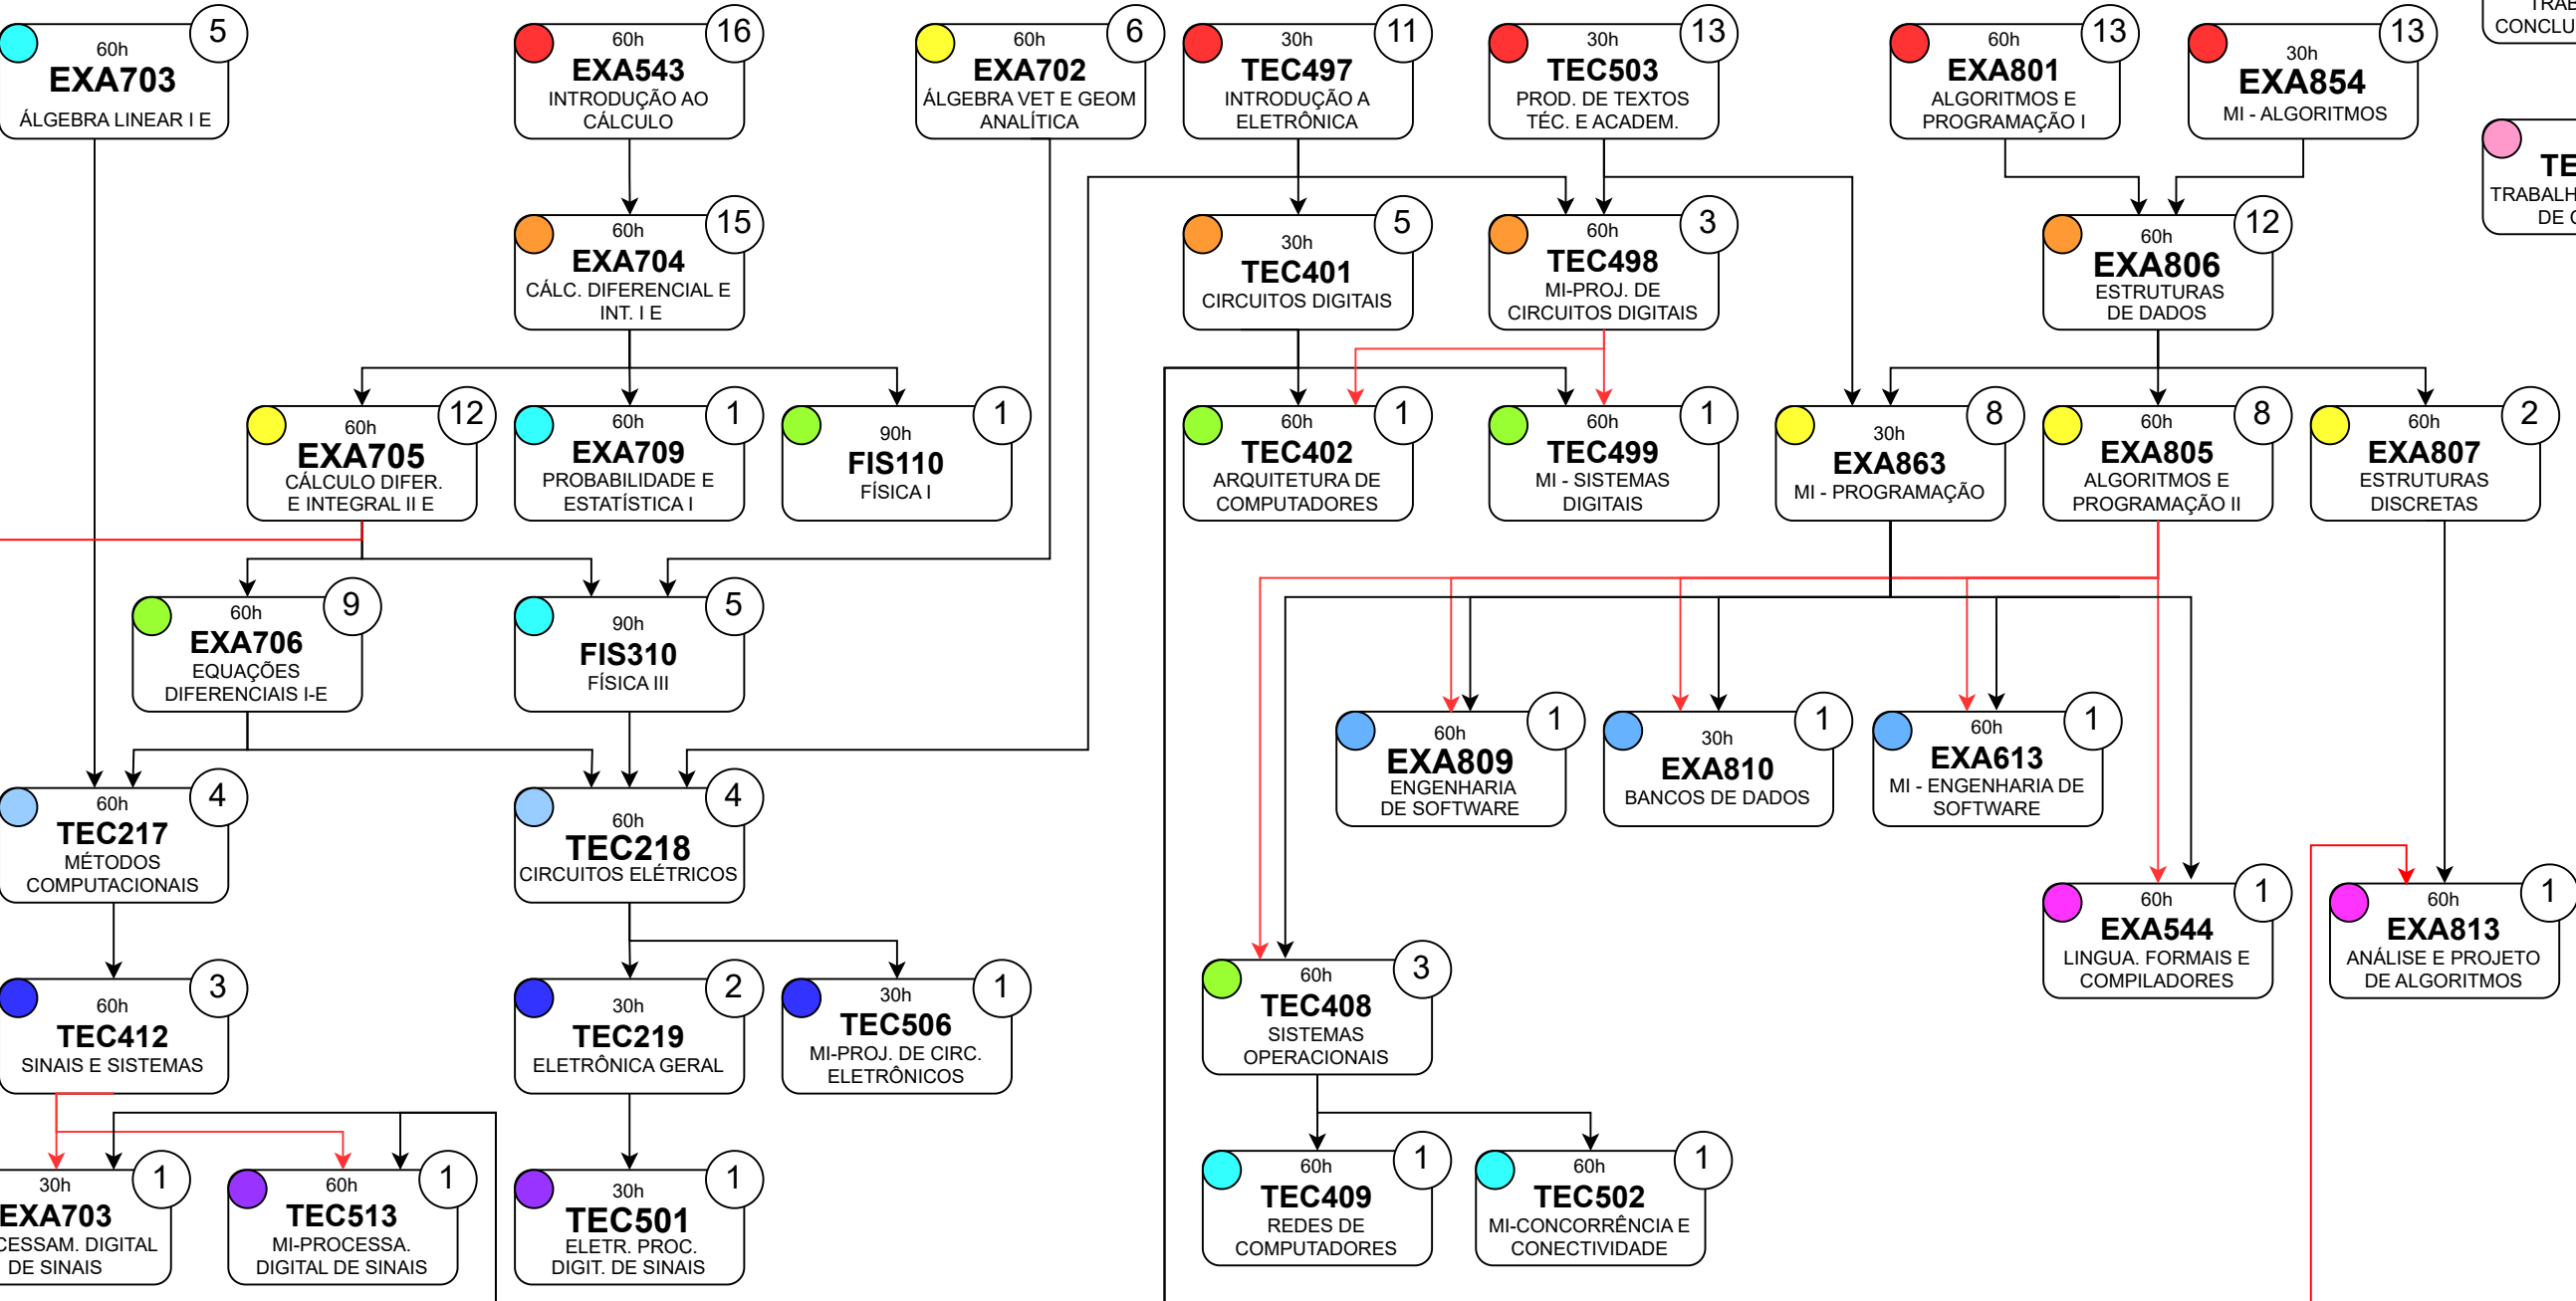 60h
EXA703
ÁLGEBRA LINEAR I E
5
60h
EXA543
INTRODUÇÃO AO
CÁLCULO
16
60h
EXA702
ÁLGEBRA VET E GEOM
ANALÍTICA
6
30h
TEC497
INTRODUÇÃO A
ELETRÔNICA
11
30h
TEC503
PROD. DE TEXTOS
TÉC. E ACADEM.
13
60h
EXA801
ALGORITMOS E
PROGRAMAÇÃO I
13
30h
EXA854
MI - ALGORITMOS
13
TRAB
CONCLU
TE
TRABALH
DE C
60h
EXA704
CÁLC. DIFERENCIAL E
INT. I E
15
30h
TEC401
CIRCUITOS DIGITAIS
5
60h
TEC498
MI-PROJ. DE
CIRCUITOS DIGITAIS
3
60h
EXA806
ESTRUTURAS
DE DADOS
12
60h
EXA705
CÁLCULO DIFER.
E INTEGRAL II E
12
60h
EXA709
PROBABILIDADE E
ESTATÍSTICA I
1
90h
FIS110
FÍSICA I
1
60h
TEC402
ARQUITETURA DE
COMPUTADORES
1
60h
TEC499
MI - SISTEMAS
DIGITAIS
1
30h
EXA863
MI - PROGRAMAÇÃO
8
60h
EXA805
ALGORITMOS E
PROGRAMAÇÃO II
8
60h
EXA807
ESTRUTURAS
DISCRETAS
2
60h
EXA706
EQUAÇÕES
DIFERENCIAIS I-E
9
90h
FIS310
FÍSICA III
5
60h
EXA809
ENGENHARIA
DE SOFTWARE
1
30h
EXA810
BANCOS DE DADOS
1
60h
EXA613
MI - ENGENHARIA DE
SOFTWARE
1
60h
TEC217
MÉTODOS
COMPUTACIONAIS
4
60h
TEC218
CIRCUITOS ELÉTRICOS
4
60h
EXA544
LINGUA. FORMAIS E
COMPILADORES
1
60h
EXA813
ANÁLISE E PROJETO
DE ALGORITMOS
1
60h
TEC412
SINAIS E SISTEMAS
3
30h
TEC219
ELETRÔNICA GERAL
2
30h
TEC506
MI-PROJ. DE CIRC.
ELETRÔNICOS
1
60h
TEC408
SISTEMAS
OPERACIONAIS
3
30h
EXA703
CESSAM. DIGITAL
DE SINAIS
1
60h
TEC513
MI-PROCESSA.
DIGITAL DE SINAIS
1
30h
TEC501
ELETR. PROC.
DIGIT. DE SINAIS
1
60h
TEC409
REDES DE
COMPUTADORES
1
60h
TEC502
MI-CONCORRÊNCIA E
CONECTIVIDADE
1